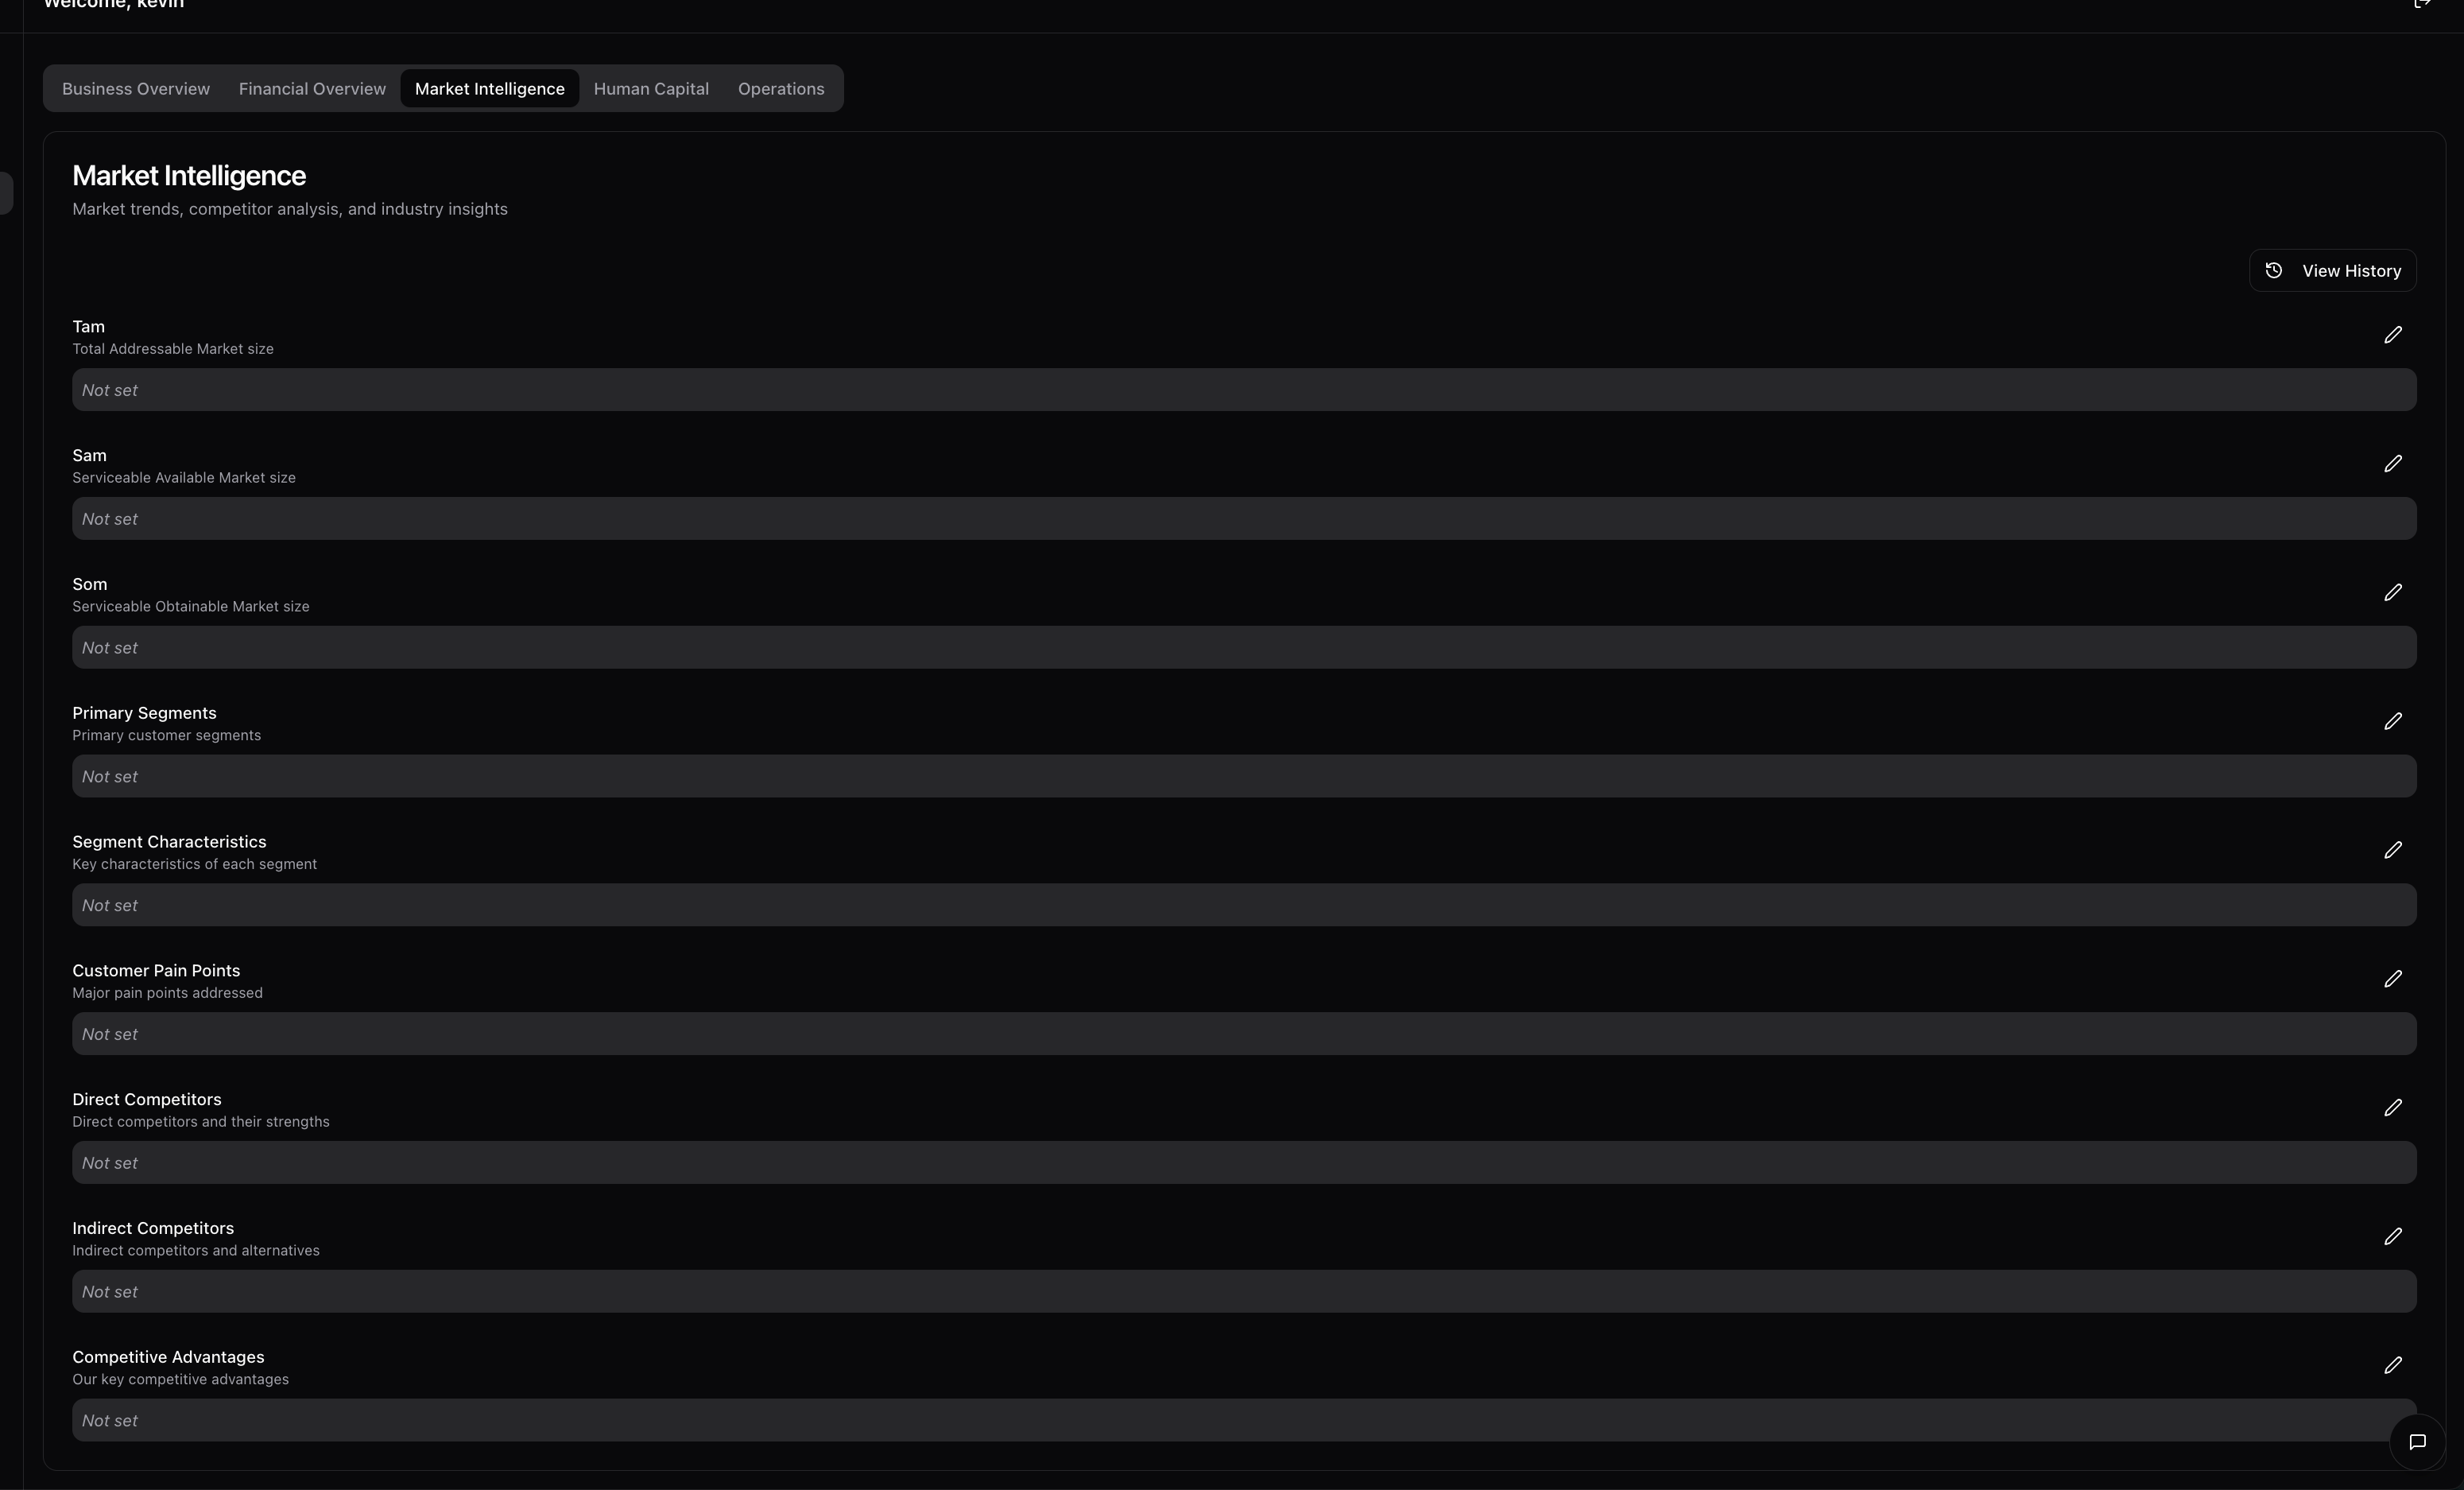 Welcome, kevin
Business Overview Financial Overview Market Intelligence Human Capital Operations
Market Intelligence
Market trends, competitor analysis, and industry insights
View History
Tam
Total Addressable Market size
Not set
Sam
Serviceable Available Market size
Not set
Som
Serviceable Obtainable Market size
Not set
Primary Segments
Primary customer segments
Not set
Segment Characteristics
Key characteristics of each segment
Not set
Customer Pain Points
Major pain points addressed
Not set
Direct Competitors
Direct competitors and their strengths
Not set
Indirect Competitors
Indirect competitors and alternatives
Not set
Competitive Advantages
Our key competitive advantages
Not set